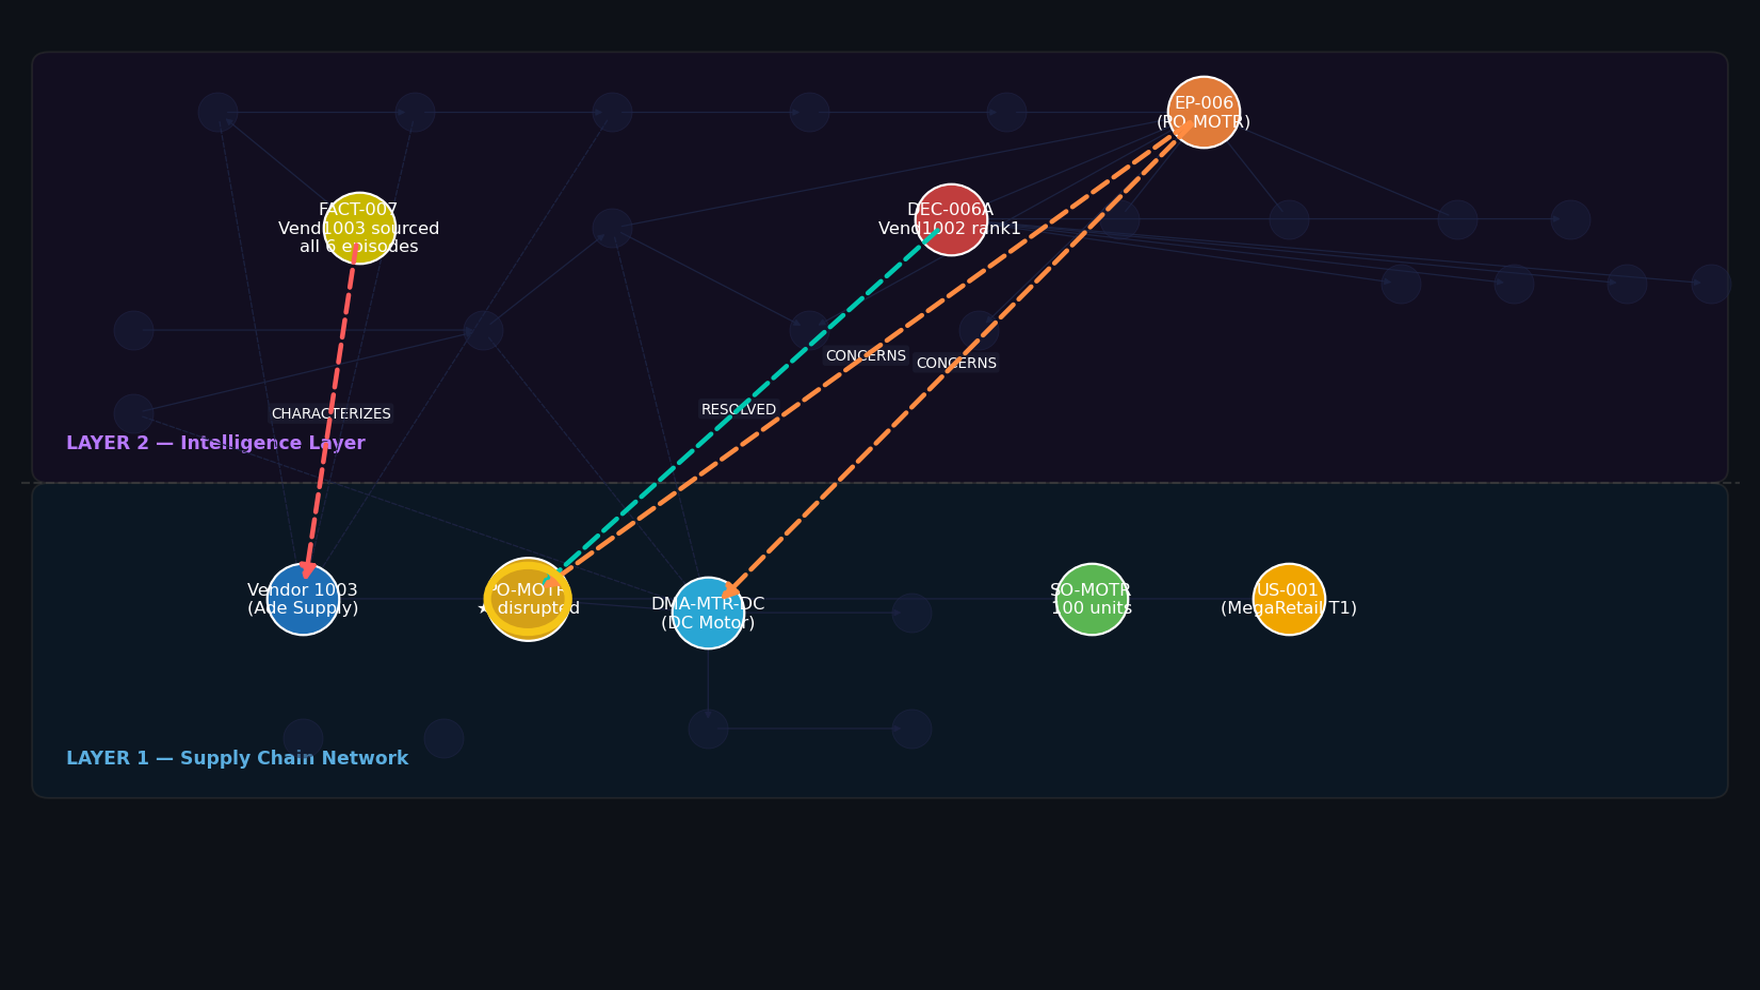 EP-006
(PO-MOTR)
FACT-007
Vend1003 sourced
all 6 episodes
DEC-006A
Vend1002 rank1
CONCERNS
CONCERNS
RESOLVED
CHARACTERIZES
LAYER 2 — Intelligence Layer
Vendor 1003
(Ade Supply)
PO-MOTR
★ disrupted
DMA-MTR-DC
(DC Motor)
SO-MOTR
100 units
US-001
(MegaRetail T1)
LAYER 1 — Supply Chain Network